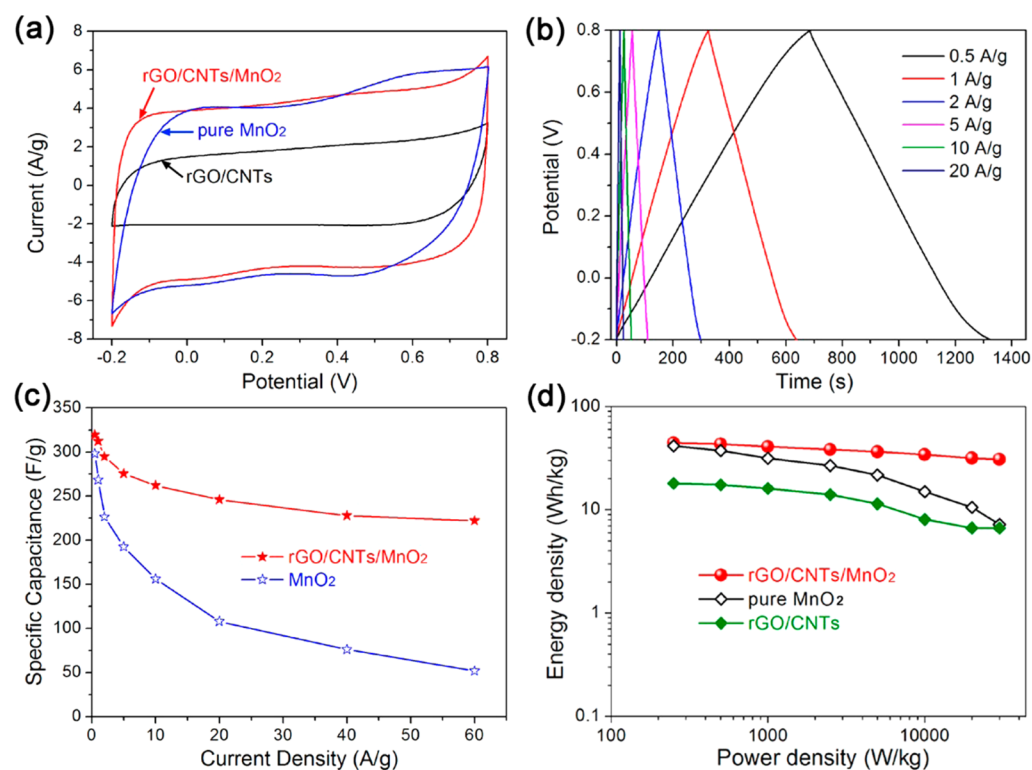 (a)
8
6
4
2
0
-2
-4
-6
-8
Current (A/g)
rGO/CNTs/MnO₂
pure MnO₂
rGO/CNTs
-0.2 0.0 0.2 0.4 0.6 0.8
Potential (V)
(b)
0.8
0.6
0.4
0.2
0.0
-0.2
Potential (V)
0.5 A/g
1 A/g
2 A/g
5 A/g
10 A/g
20 A/g
0 200 400 600 800 1000 1200 1400
Time (s)
(c)
350
300
250
200
150
100
50
0
Specific Capacitance (F/g)
rGO/CNTs/MnO₂
MnO₂
0 10 20 30 40 50 60
Current Density (A/g)
(d)
100
10
1
0.1
Energy density (Wh/kg)
rGO/CNTs/MnO₂
pure MnO₂
rGO/CNTs
100 1000 10000
Power density (W/kg)